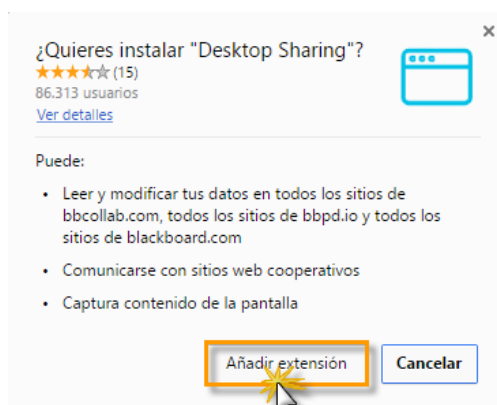 ¿Quieres instalar "Desktop Sharing"?
(15)
86.313 usuarios
Ver detalles
Puede:
• Leer y modificar tus datos en todos los sitios de
bbcollab.com, todos los sitios de bbpd.io y todos los
sitios de blackboard.com
• Comunicarse con sitios web cooperativos
• Captura contenido de la pantalla
Añadir extensión
Cancelar